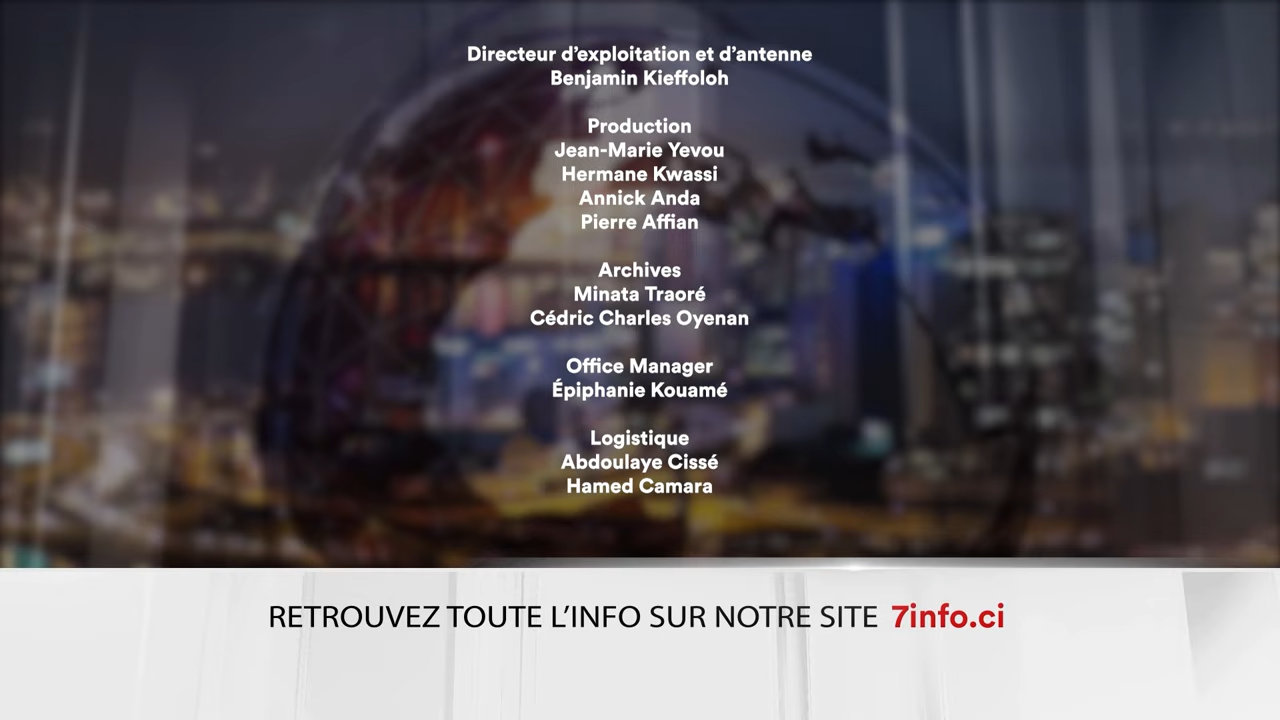 Directeur d’exploitation et d’antenne
Benjamin Kieffoloh
Production
Jean-Marie Yevou
Hermane Kwassi
Annick Anda
Pierre Affian
Archives
Minata Traoré
Cédric Charles Oyenan
Office Manager
Épiphanie Kouamé
Logistique
Abdoulaye Cissé
Hamed Camara
RETROUVEZ TOUTE L’INFO SUR NOTRE SITE 7info.ci